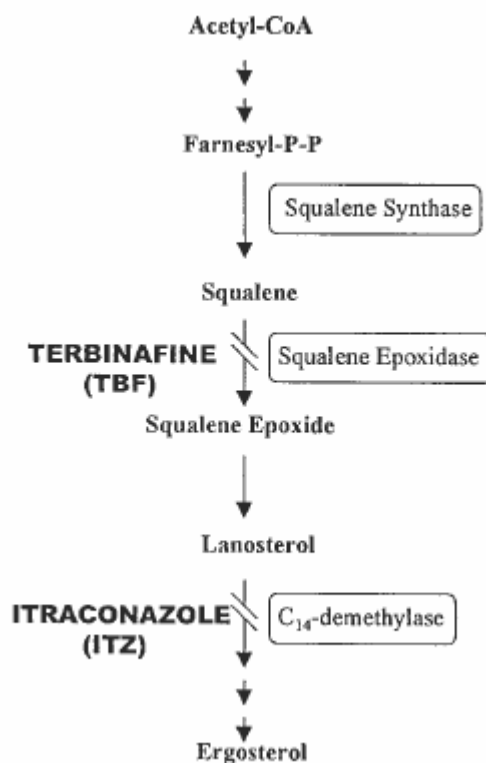 Acetyl-CoA
Farnesyl-P-P
Squalene Synthase
Squalene
TERBINAFINE
(TBF)
Squalene Epoxidase
Squalene Epoxide
Lanosterol
ITRACONAZOLE
(ITZ)
C₁₄-demethylase
Ergosterol